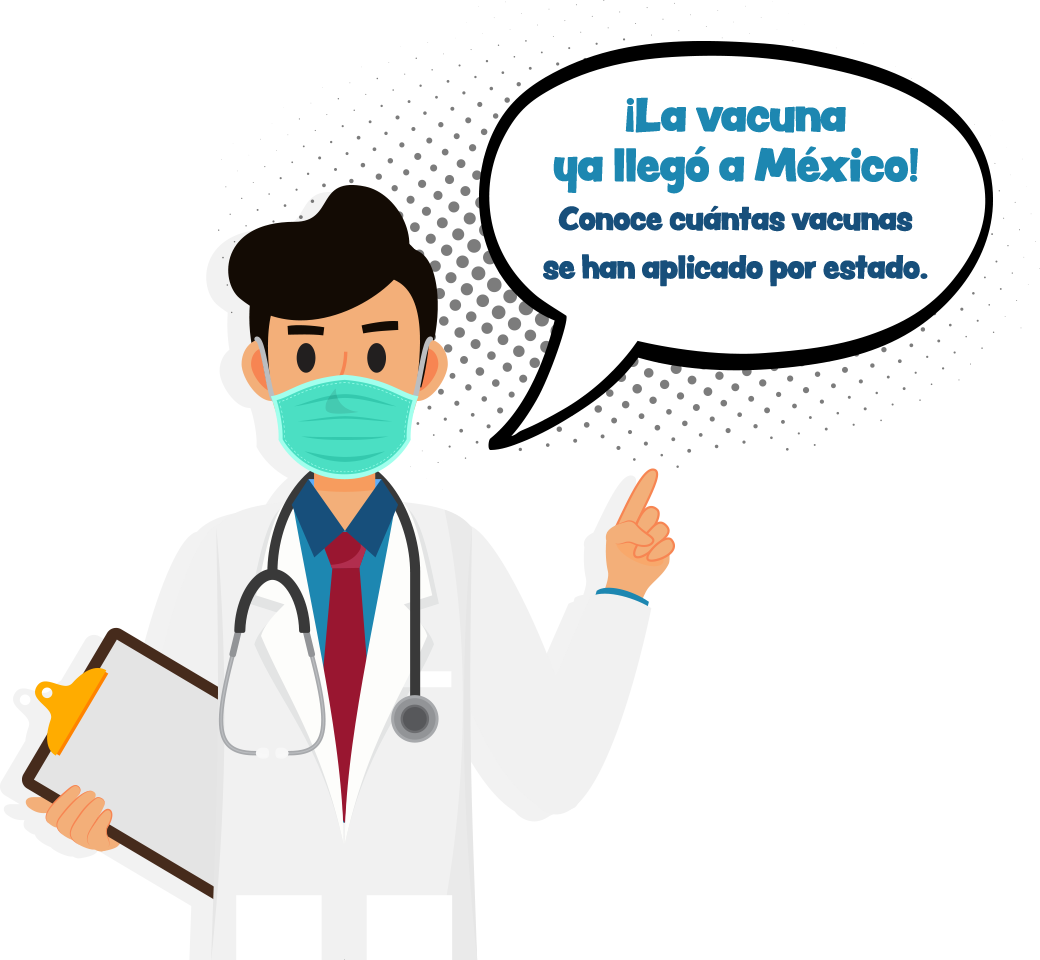 ¡La vacuna
ya llegó a México!
Conoce cuántas vacunas
se han aplicado por estado.